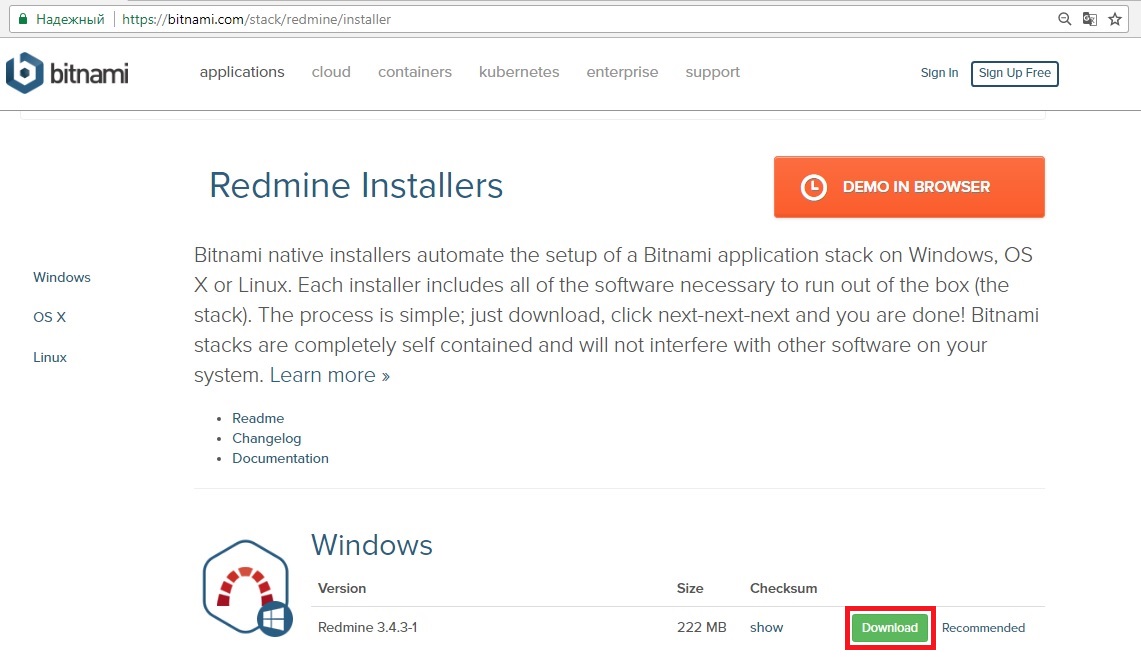 Надежный https://bitnami.com/stack/redmine/installer
bitnami applications cloud containers kubernetes enterprise support Sign In Sign Up Free
Redmine Installers
DEMO IN BROWSER
Windows
OS X
Linux
Bitnami native installers automate the setup of a Bitnami application stack on Windows, OS
X or Linux. Each installer includes all of the software necessary to run out of the box (the
stack). The process is simple; just download, click next-next-next and you are done! Bitnami
stacks are completely self contained and will not interfere with other software on your
system. Learn more »
• Readme
• Changelog
• Documentation
Windows
Version Size Checksum
Redmine 3.4.3-1 222 MB show Download Recommended